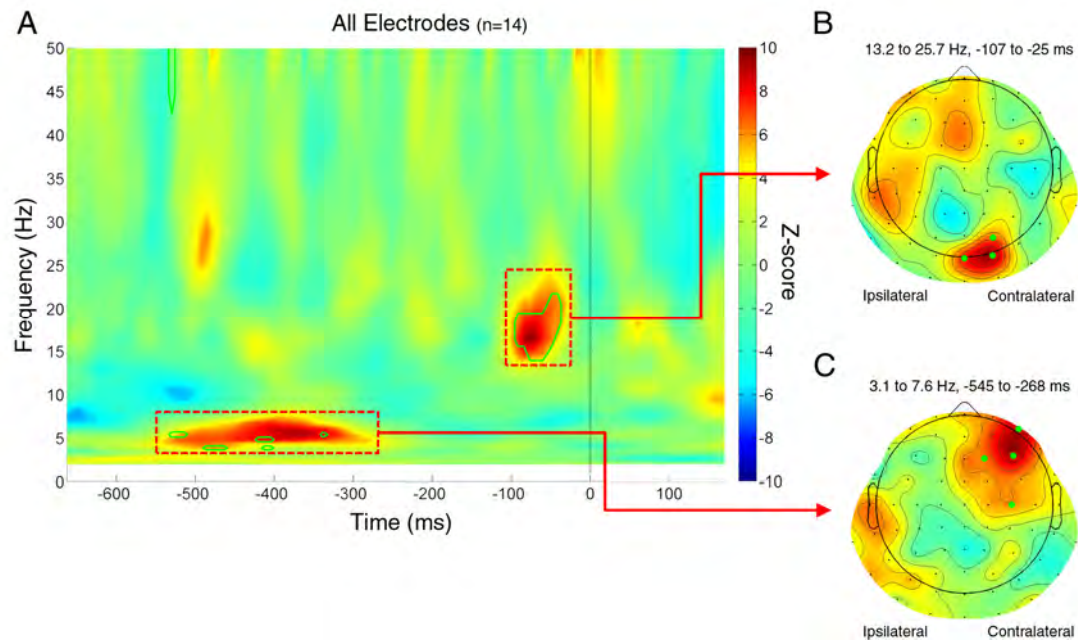 A
All Electrodes (n=14)
Frequency (Hz)
50
45
40
35
30
25
20
15
10
5
0
-600
-500
-400
-300
-200
-100
0
100
Time (ms)
10
8
6
4
2
0
-2
-4
-6
-8
-10
Z-score
B
13.2 to 25.7 Hz, -107 to -25 ms
Ipsilateral Contralateral
C
3.1 to 7.6 Hz, -545 to -268 ms
Ipsilateral Contralateral